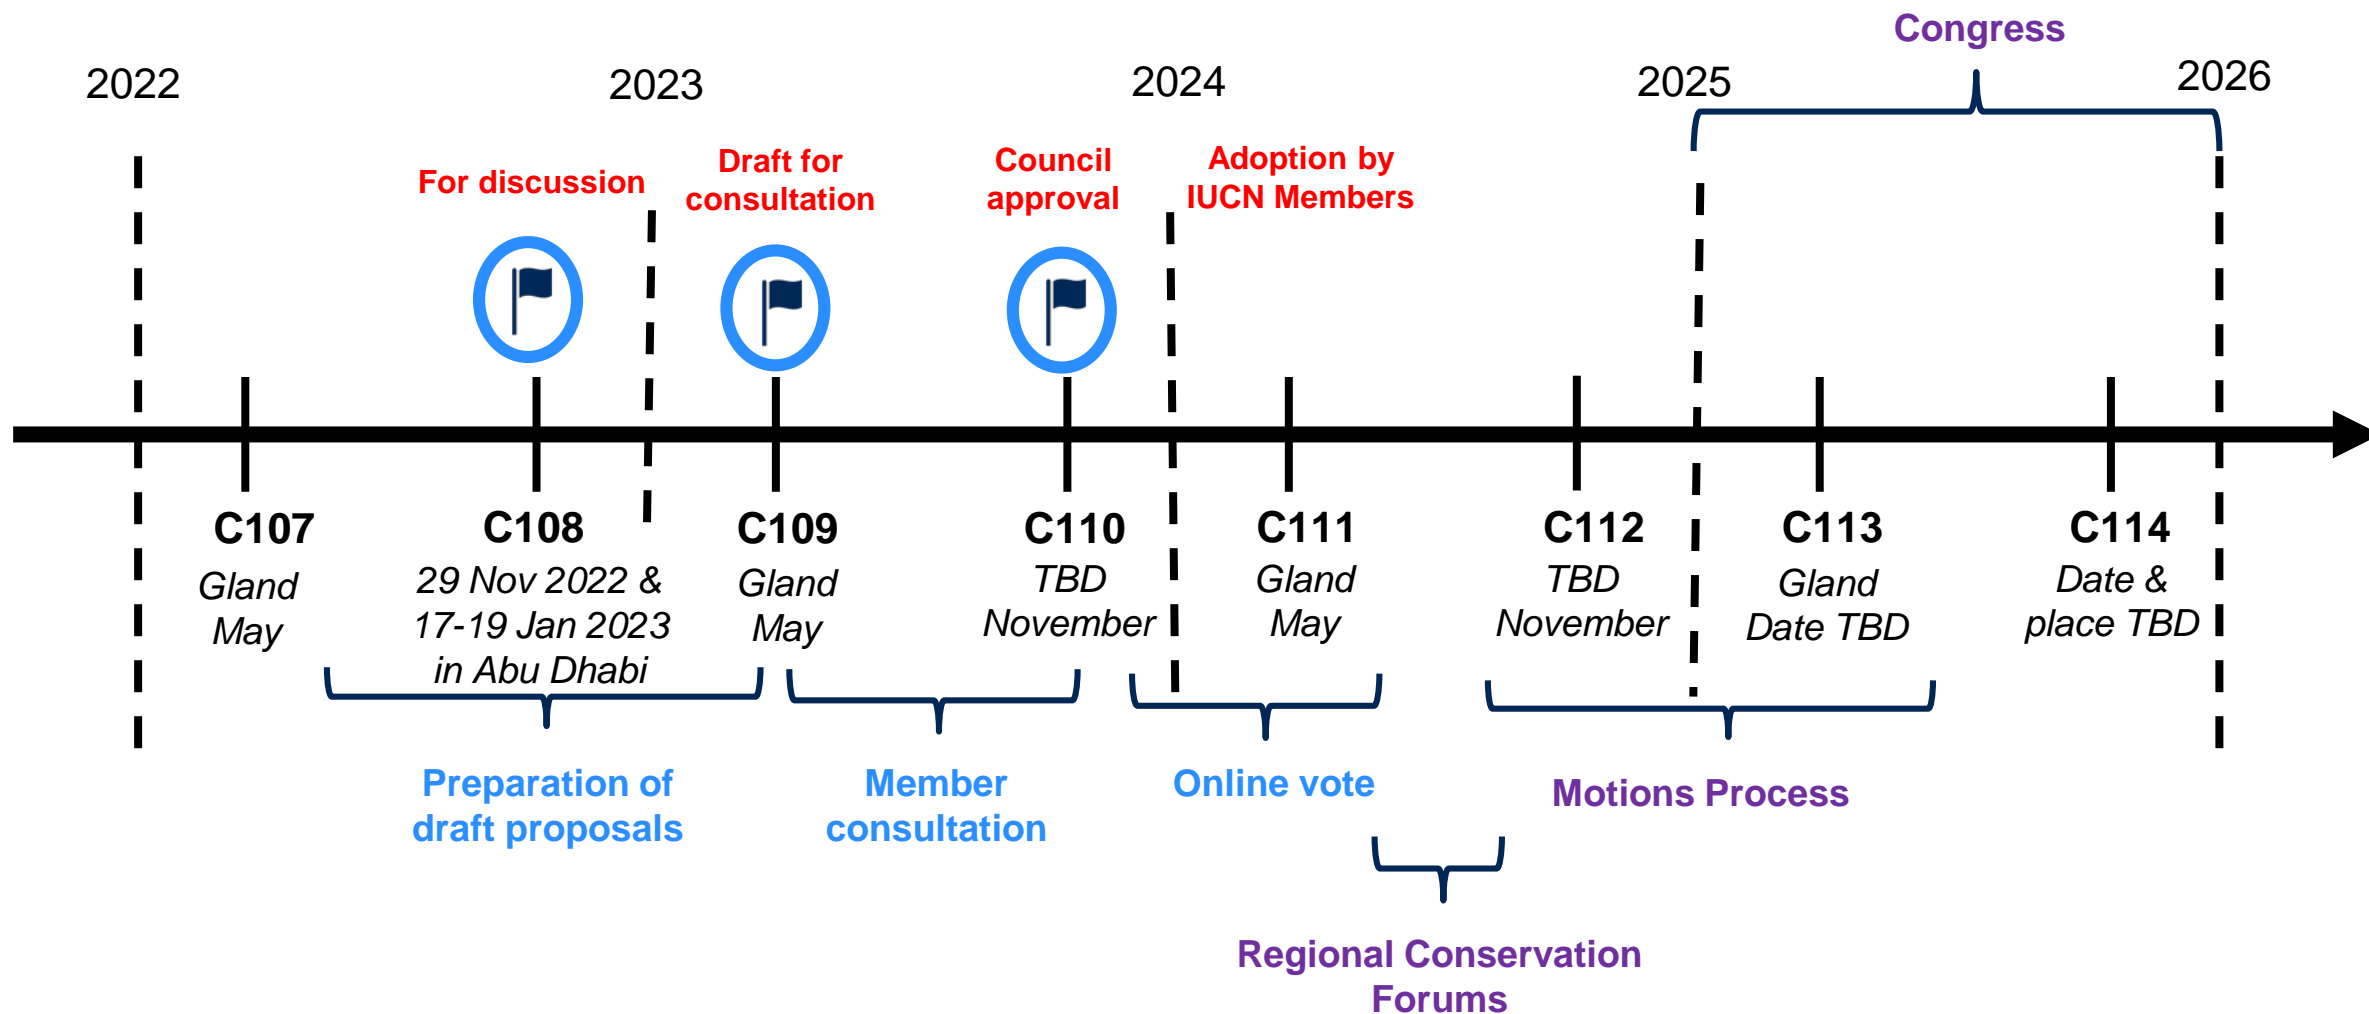 Congress
2022
2023
2024
2025
2026
For discussion
Draft for
consultation
Council
approval
Adoption by
IUCN Members
C107
Gland
May
C108
29 Nov 2022 &
17-19 Jan 2023
in Abu Dhabi
C109
Gland
May
C110
TBD
November
C111
Gland
May
C112
TBD
November
C113
Gland
Date TBD
C114
Date &
place TBD
Preparation of
draft proposals
Member
consultation
Online vote
Motions Process
Regional Conservation
Forums